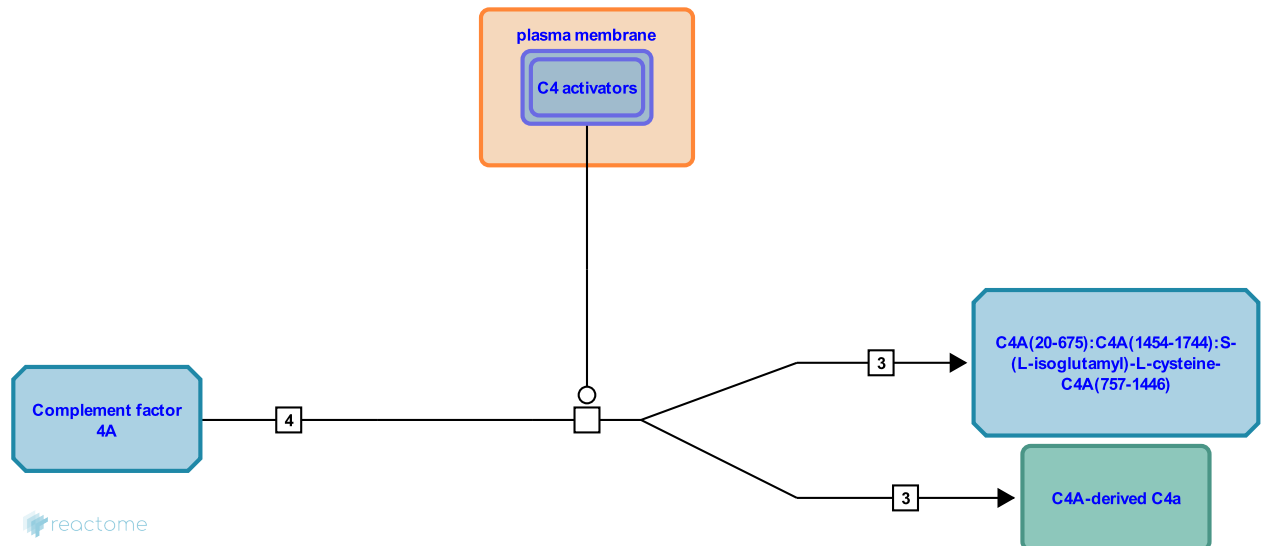 plasma membrane
C4 activators
C4A(20-675):C4A(1454-1744):S-
(L-isoglutamyl)-L-cysteine-
C4A(757-1446)
3
Complement factor
4A
4
3
C4A-derived C4a
reactome